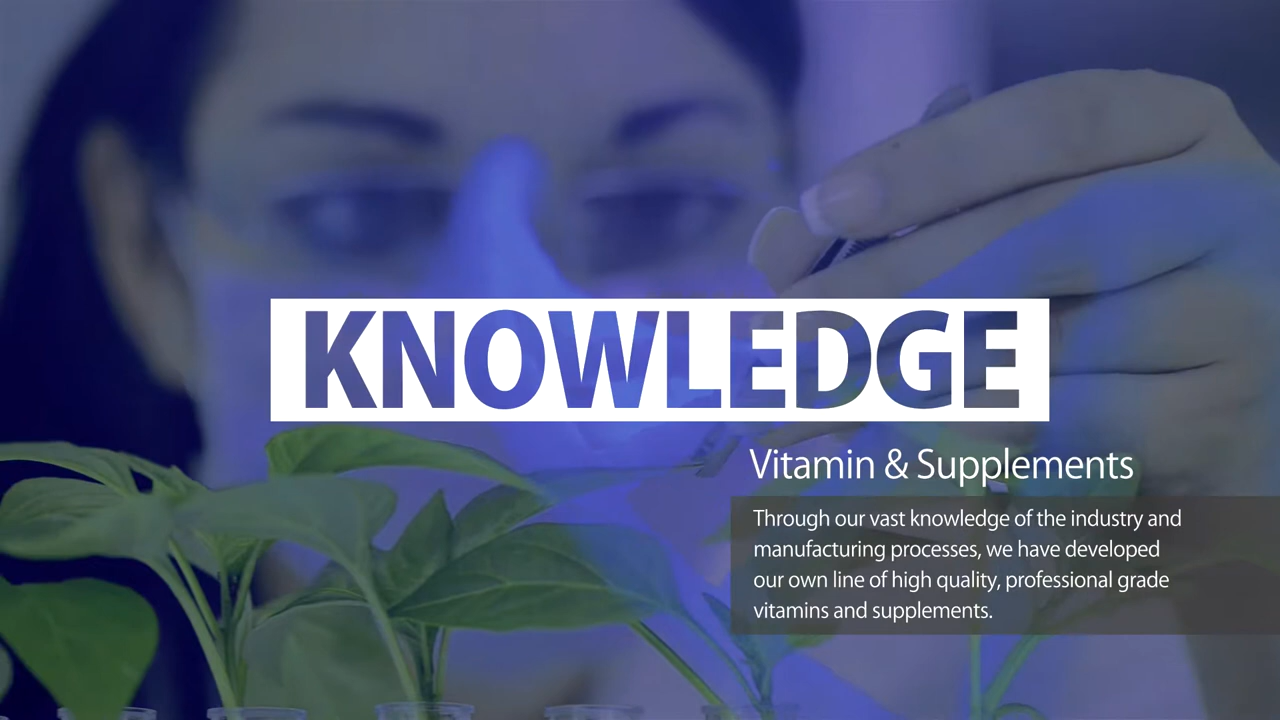 KNOWLEDGE
Vitamin & Supplements
Through our vast knowledge of the industry and
manufacturing processes, we have developed
our own line of high quality, professional grade
vitamins and supplements.